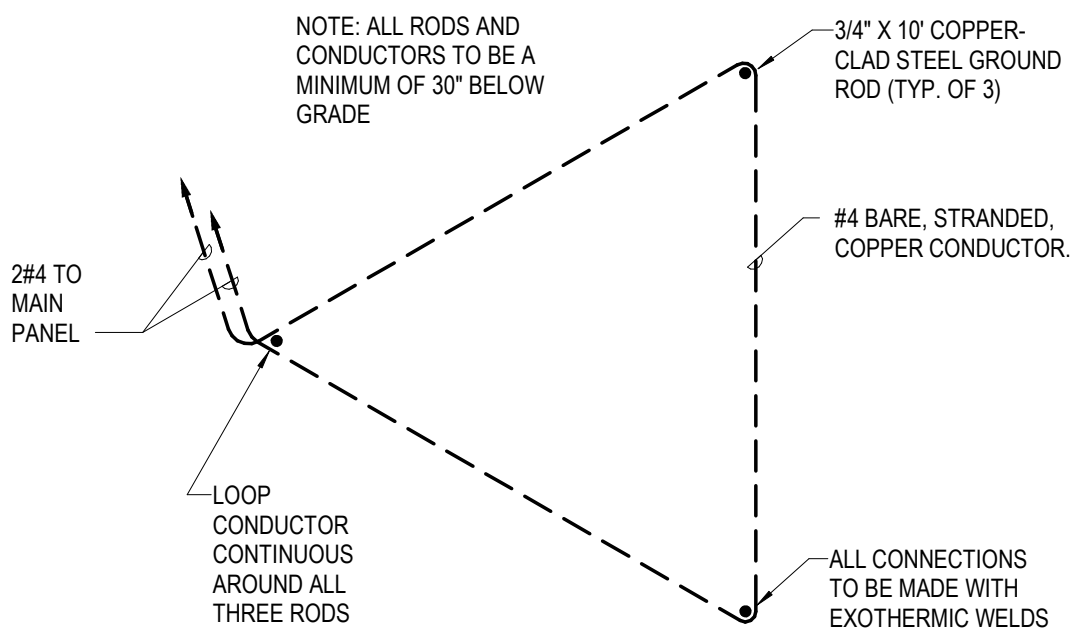 NOTE: ALL RODS AND
CONDUCTORS TO BE A
MINIMUM OF 30" BELOW
GRADE
3/4" X 10' COPPER-
CLAD STEEL GROUND
ROD (TYP. OF 3)
#4 BARE, STRANDED,
COPPER CONDUCTOR.
2#4 TO
MAIN
PANEL
LOOP
CONDUCTOR
CONTINUOUS
AROUND ALL
THREE RODS
ALL CONNECTIONS
TO BE MADE WITH
EXOTHERMIC WELDS